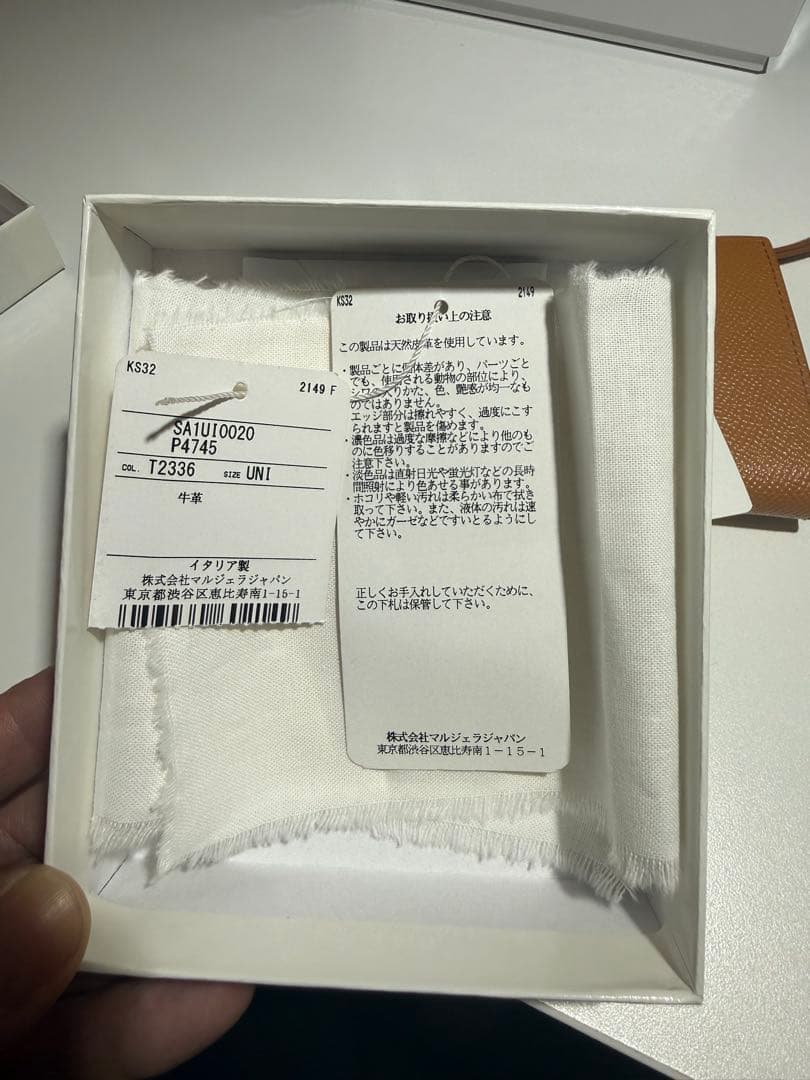 KS32
2149 F
SA1UI0020
P4745
COL. T2336 SIZE UNI
牛革
イタリア製
株式会社マルジェラジャパン
東京都渋谷区恵比寿南1-15-1
KS32
2149
お取り扱い上の注意
この製品は天然皮革を使用しています。
・製品ごとに個体差があり、パーツごと
でも、使用される動物の部位により、
シワの入りかた、色、艶感が均一なも
のではありません。
エッジ部分は擦れやすく、過度にこす
られますと製品を傷めます。
・濃色品は過度な摩擦などにより他のも
のに色移りすることがありますのでご
注意下さい。
・淡色品は直射日光や蛍光灯などの長時
間照射により色あせる事があります。
・ホコリや軽い汚れは柔らかい布で拭き
取って下さい。また、液体の汚れは速
やかにガーゼなどですいとるようにし
て下さい。
正しくお手入れしていただくために、
この下札は保管して下さい。
株式会社マルジェラジャパン
東京都渋谷区恵比寿南1－15－1